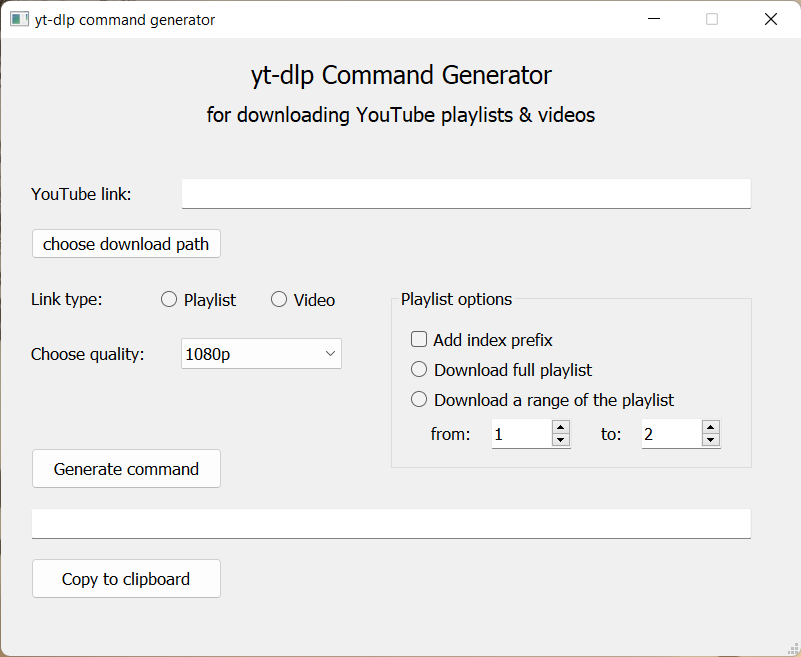 yt-dlp command generator
yt-dlp Command Generator
for downloading YouTube playlists & videos
YouTube link:
choose download path
Link type: Playlist Video
Choose quality: 1080p
Playlist options
Add index prefix
Download full playlist
Download a range of the playlist
from: 1 to: 2
Generate command
Copy to clipboard